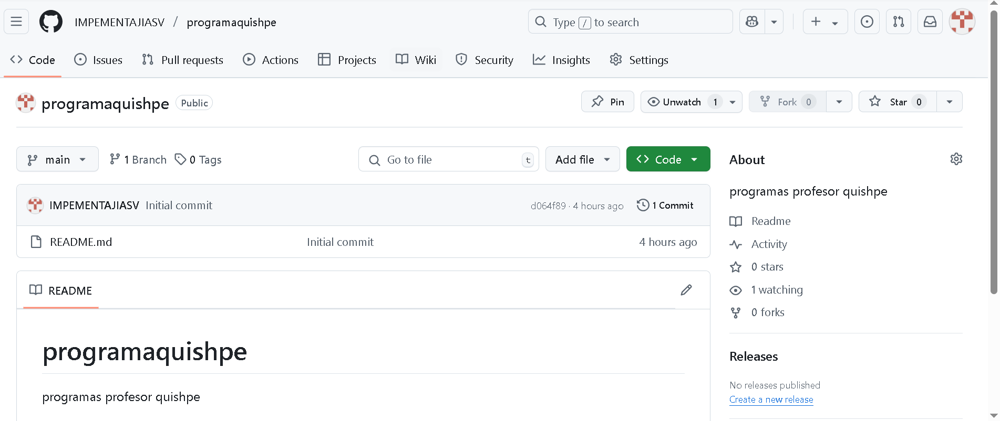 IMPEMENTAJIASV / programaquishpe
Type / to search
Code Issues Pull requests Actions Projects Wiki Security Insights Settings
programaquishpe Public
Pin Unwatch 1 Fork 0 Star 0
main 1 Branch 0 Tags Go to file t Add file Code
IMPEMENTAJIASV Initial commit d064f89 · 4 hours ago 1 Commit
README.md Initial commit 4 hours ago
README
programaquishpe
programas profesor quishpe
About
programas profesor quishpe
Readme
Activity
0 stars
1 watching
0 forks
Releases
No releases published
Create a new release